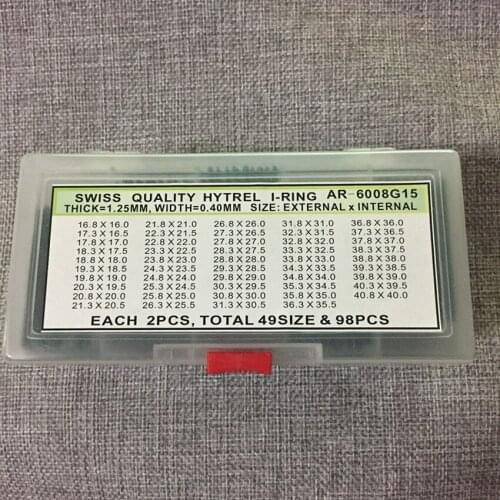 SWISS QUALITY HYTREL I-RING AR-6008G15
THICK=1.25MM, WIDTH=0.40MM SIZE: EXTERNAL x INTERNAL
16.8 X 16.0 21.8 X 21.0 26.8 X 26.0 31.8 X 31.0 36.8 X 36.0
17.3 X 16.5 22.3 X 21.5 27.3 X 26.5 32.3 X 31.5 37.3 X 36.5
17.8 X 17.0 22.8 X 22.0 27.8 X 27.0 32.8 X 32.0 37.8 X 37.0
18.3 X 17.5 23.3 X 22.5 28.3 X 27.5 33.3 X 32.5 38.3 X 37.5
18.8 X 18.0 23.8 X 23.0 28.8 X 28.0 33.8 X 33.0 38.8 X 38.0
19.3 X 18.5 24.3 X 23.5 29.3 X 28.5 34.3 X 33.5 39.3 X 38.5
19.8 X 19.0 24.8 X 24.0 29.8 X 29.0 34.8 X 34.0 39.8 X 39.0
20.3 X 19.5 25.3 X 24.5 30.3 X 29.5 35.3 X 34.5 40.3 X 39.5
20.8 X 20.0 25.8 X 25.0 30.8 X 30.0 35.8 X 35.0 40.8 X 40.0
21.3 X 20.5 26.3 X 25.5 31.3 X 30.5 36.3 X 35.5
EACH 2PCS, TOTAL 49SIZE & 98PCS